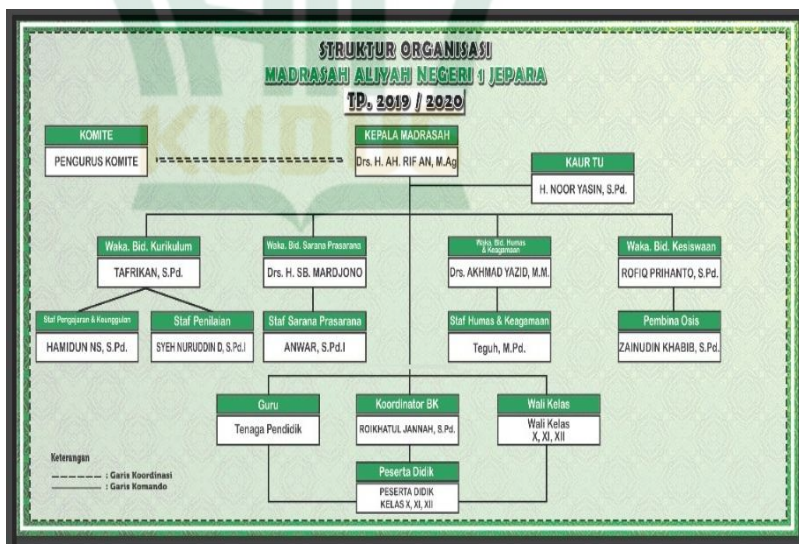 STRUKTUR ORGANISASI
MADRASAH ALIYAH NEGERI 1 JEPARA
TP. 2019 / 2020
KUDUS
KOMITE
PENGURUS KOMITE
KEPALA MADRASAH
Drs. H. AH. RIF AN, M.Ag
KAUR TU
H. NOOR YASIN, S.Pd.
Waka. Bid. Kurikulum
TAFRIKAN, S.Pd.
Waka. Bid. Sarana Prasarana
Drs. H. SB. MARDJONO
Waka. Bid. Humas
& Keagamaan
Drs. AKHMAD YAZID, M.M.
Waka. Bid. Kesiswaan
ROFIQ PRIHANTO, S.Pd.
Staf Pengajaran & Keunggulan
HAMIDUN NS, S.Pd.
Staf Penilaian
SYEH NURUDDIN D, S.Pd.I
Staf Sarana Prasarana
ANWAR, S.Pd.I
Staf Humas & Keagamaan
Teguh, M.Pd.
Pembina Osis
ZAINUDIN KHABIB, S.Pd.
Guru
Tenaga Pendidik
Koordinator BK
ROIKHATUL JANNAH, S.Pd.
Wali Kelas
Wali Kelas
X, XI, XII
Peserta Didik
PESERTA DIDIK
KELAS X, XI, XII
Keterangan
: Garis Koordinasi
: Garis Komando